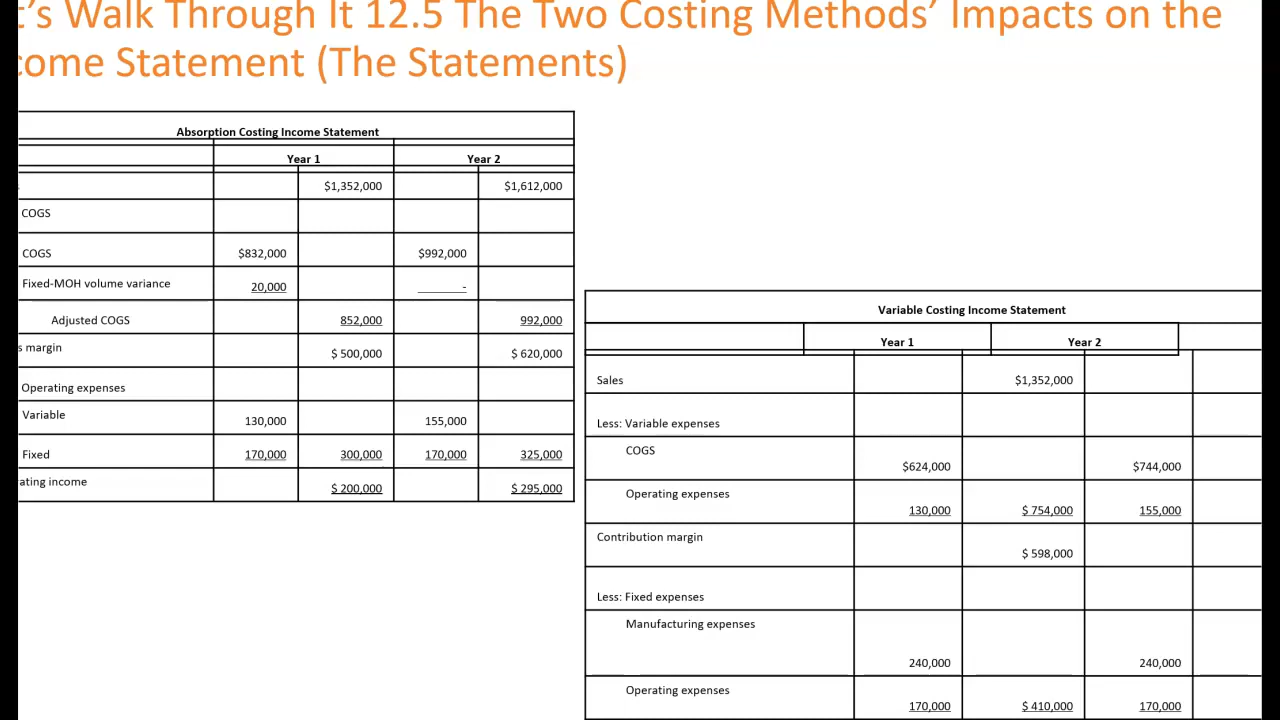 t's Walk Through It 12.5 The Two Costing Methods' Impacts on the
come Statement (The Statements)
Absorption Costing Income Statement
Year 1 Year 2
s $1,352,000 $1,612,000
COGS
COGS $832,000 $992,000
Fixed-MOH volume variance 20,000 -
Adjusted COGS 852,000 992,000
s margin $ 500,000 $ 620,000
Operating expenses
Variable 130,000 155,000
Fixed 170,000 300,000 170,000 325,000
ating income $ 200,000 $ 295,000
Variable Costing Income Statement
Year 1 Year 2
Sales $1,352,000
Less: Variable expenses
COGS $624,000 $744,000
Operating expenses 130,000 $ 754,000 155,000
Contribution margin $ 598,000
Less: Fixed expenses
Manufacturing expenses 240,000 240,000
Operating expenses 170,000 $ 410,000 170,000